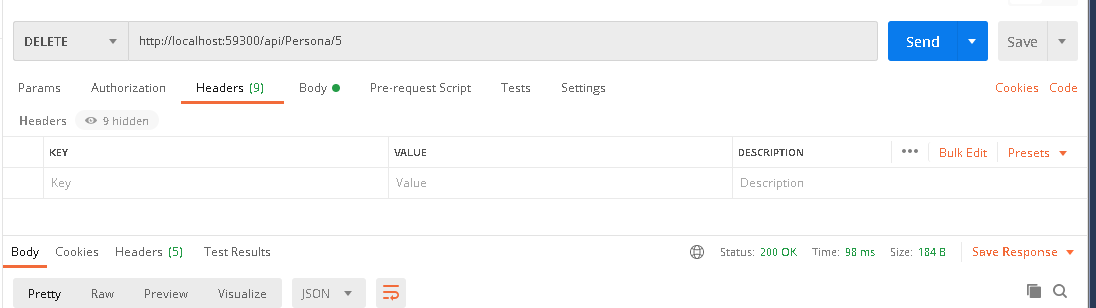 DELETE http://localhost:59300/api/Persona/5 Send Save
Params Authorization Headers (9) Body Pre-request Script Tests Settings Cookies Code
Headers 9 hidden
KEY VALUE DESCRIPTION ••• Bulk Edit Presets
Key Value Description
Body Cookies Headers (5) Test Results Status: 200 OK Time: 98 ms Size: 184 B Save Response
Pretty Raw Preview Visualize JSON